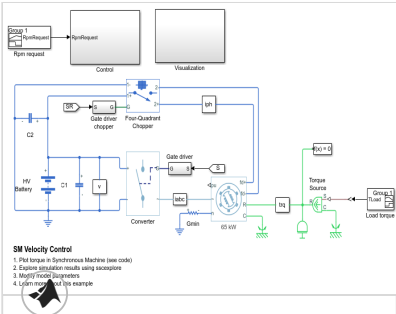 Group 1
RpmRequest
Rpm request
RpmRequest
Control
Visualization
SR
S G
Gate driver
chopper
Four-Quadrant
Chopper
iph
C2
HV
Battery
C1
v
Gate driver
G S
S
Converter
iabc
Gmin
65 kW
trq
f(x) = 0
Torque
Source
Group 1
TLoad
Load torque
SM Velocity Control
1. Plot torque in Synchronous Machine (see code)
2. Explore simulation results using sscexplore
3. Modify model parameters
4. Learn more about this example